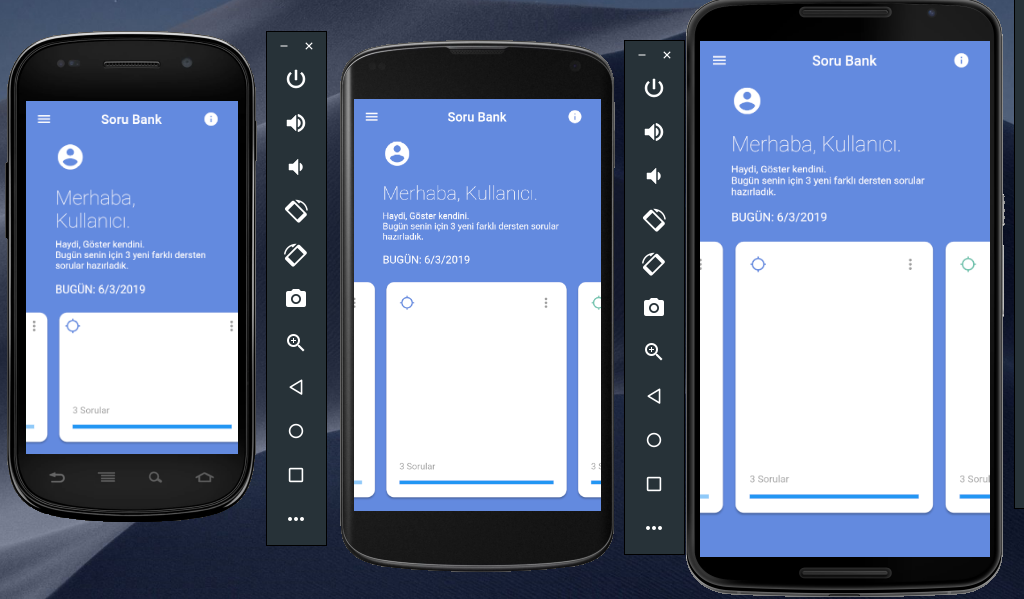 Soru Bank
Merhaba,
Kullanıcı.
Haydi, Göster kendini.
Bugün senin için 3 yeni farklı dersten
sorular hazırladık.
BUGÜN: 6/3/2019
3 Sorular
Soru Bank
Merhaba, Kullanıcı.
Haydi, Göster kendini.
Bugün senin için 3 yeni farklı dersten sorular
hazırladık.
BUGÜN: 6/3/2019
3 Sorular
3 S
Soru Bank
Merhaba, Kullanıcı.
Haydi, Göster kendini.
Bugün senin için 3 yeni farklı dersten sorular
hazırladık.
BUGÜN: 6/3/2019
3 Sorular
3 Soru